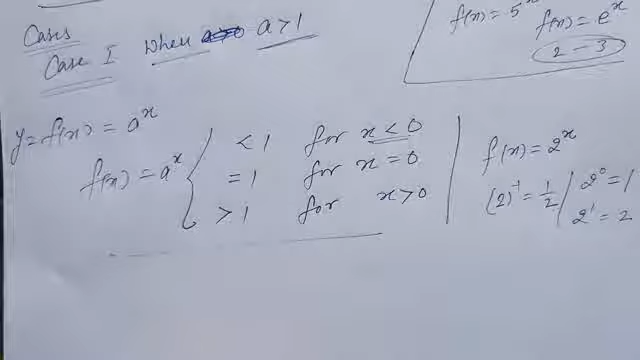 f(x) = 5^x f(x) = e^x
2 - 3
Cases
Case I When a > 1
y = f(x) = a^x
f(x) = a^x { < 1 for x < 0
= 1 for x = 0
> 1 for x > 0
f(x) = 2^x
(2)^-1 = 1/2 / 2^0 = 1
2^1 = 2